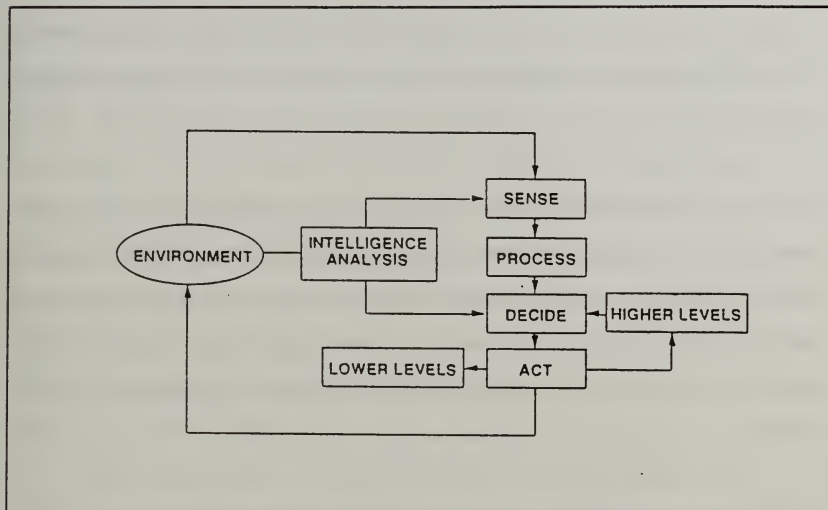 SENSE
ENVIRONMENT
INTELLIGENCE
ANALYSIS
PROCESS
DECIDE
HIGHER LEVELS
LOWER LEVELS
ACT